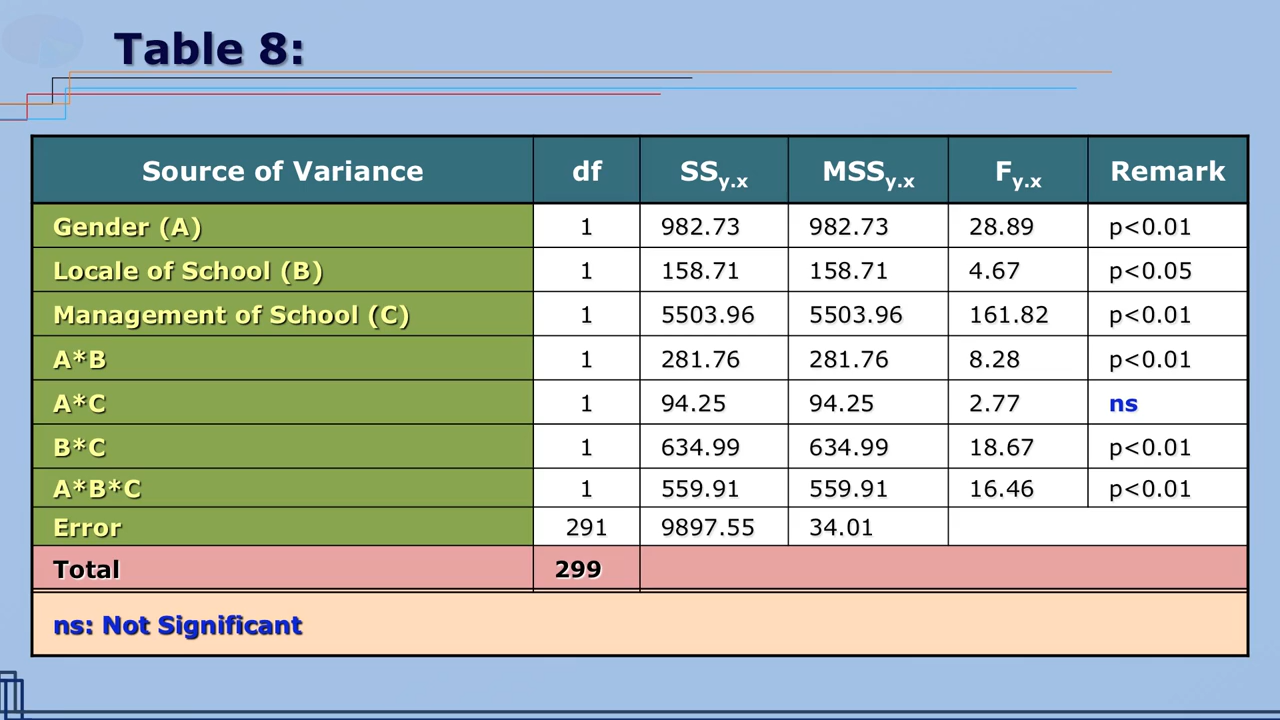 Table 8:
Source of Variance df SSy.x MSSy.x Fy.x Remark
Gender (A) 1 982.73 982.73 28.89 p<0.01
Locale of School (B) 1 158.71 158.71 4.67 p<0.05
Management of School (C) 1 5503.96 5503.96 161.82 p<0.01
A*B 1 281.76 281.76 8.28 p<0.01
A*C 1 94.25 94.25 2.77 ns
B*C 1 634.99 634.99 18.67 p<0.01
A*B*C 1 559.91 559.91 16.46 p<0.01
Error 291 9897.55 34.01
Total 299
ns: Not Significant